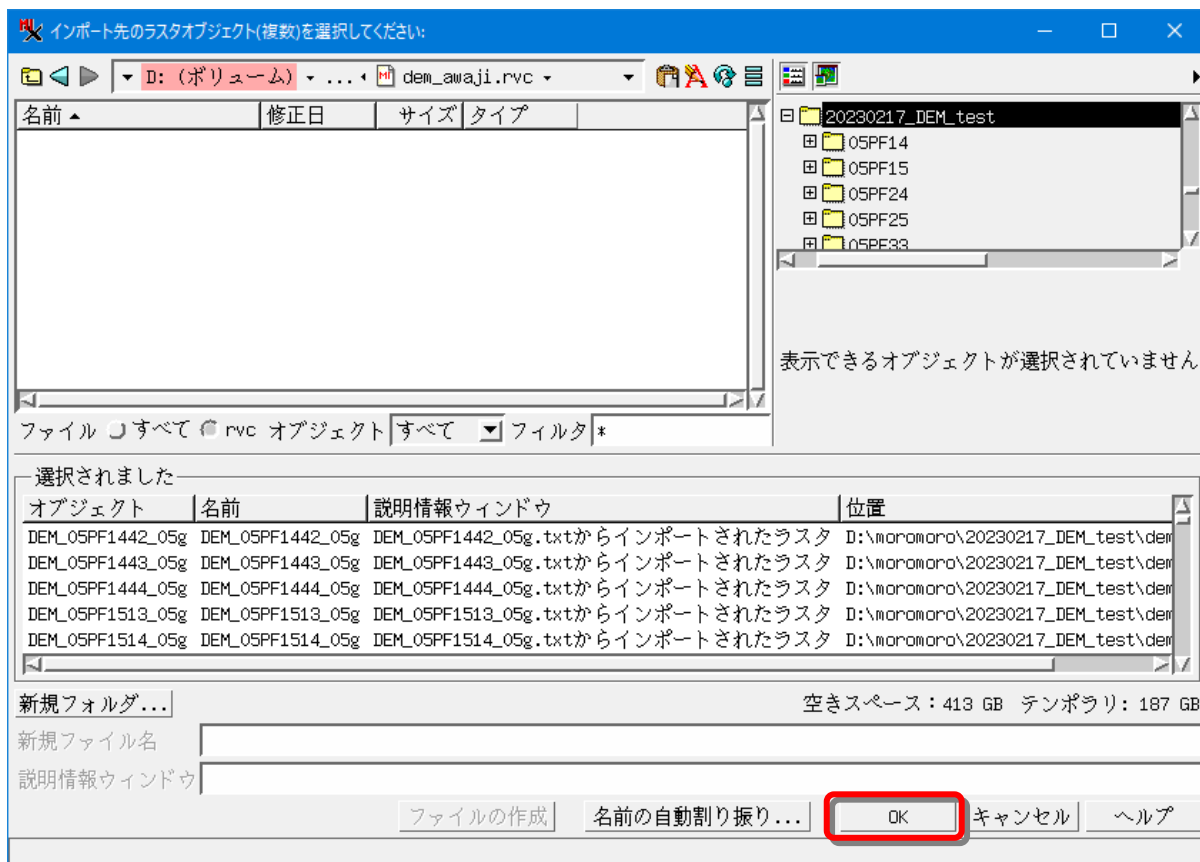 インポート先のラスタオブジェクト(複数)を選択してください:
D: (ボリューム) ... dem_awaji.rvc
名前 修正日 サイズ タイプ
20230217_DEM_test
05PF14
05PF15
05PF24
05PF25
05PF33
表示できるオブジェクトが選択されていません
ファイル すべて rvc オブジェクト すべて フィルタ *
選択されました
オブジェクト 名前 説明情報ウィンドウ 位置
DEM_05PF1442_05g DEM_05PF1442_05g DEM_05PF1442_05g.txtからインポートされたラスタ D:\moromoro\20230217_DEM_test\dem
DEM_05PF1443_05g DEM_05PF1443_05g DEM_05PF1443_05g.txtからインポートされたラスタ D:\moromoro\20230217_DEM_test\dem
DEM_05PF1444_05g DEM_05PF1444_05g DEM_05PF1444_05g.txtからインポートされたラスタ D:\moromoro\20230217_DEM_test\dem
DEM_05PF1513_05g DEM_05PF1513_05g DEM_05PF1513_05g.txtからインポートされたラスタ D:\moromoro\20230217_DEM_test\dem
DEM_05PF1514_05g DEM_05PF1514_05g DEM_05PF1514_05g.txtからインポートされたラスタ D:\moromoro\20230217_DEM_test\dem
新規フォルダ... 空きスペース：413 GB テンポラリ: 187 GB
新規ファイル名
説明情報ウィンドウ
ファイルの作成 名前の自動割り振り... OK キャンセル ヘルプ